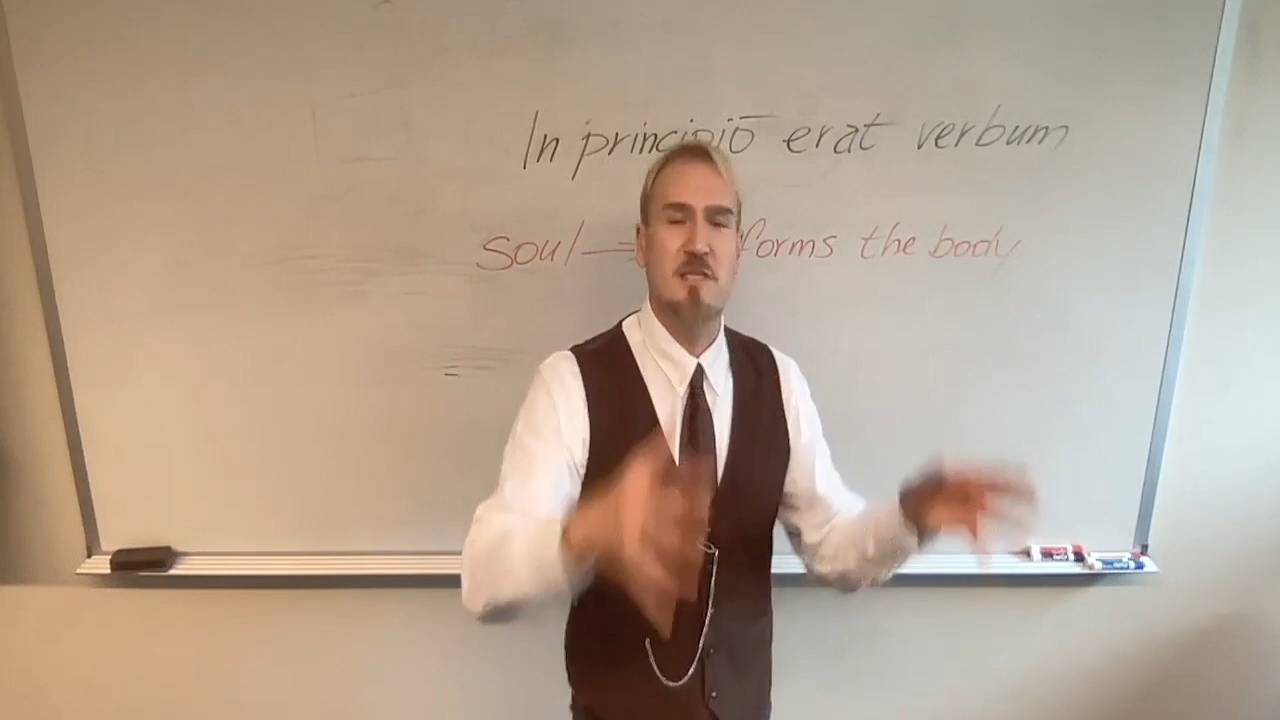 In principiō erat verbum
soul → forms the body